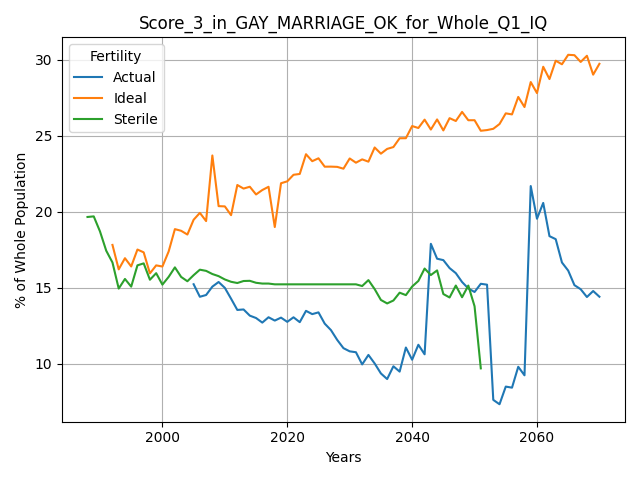 Score_3_in_GAY_MARRIAGE_OK_for_Whole_Q1_IQ
Fertility
Actual
Ideal
Sterile
% of Whole Population
30
25
20
15
10
2000
2020
2040
2060
Years